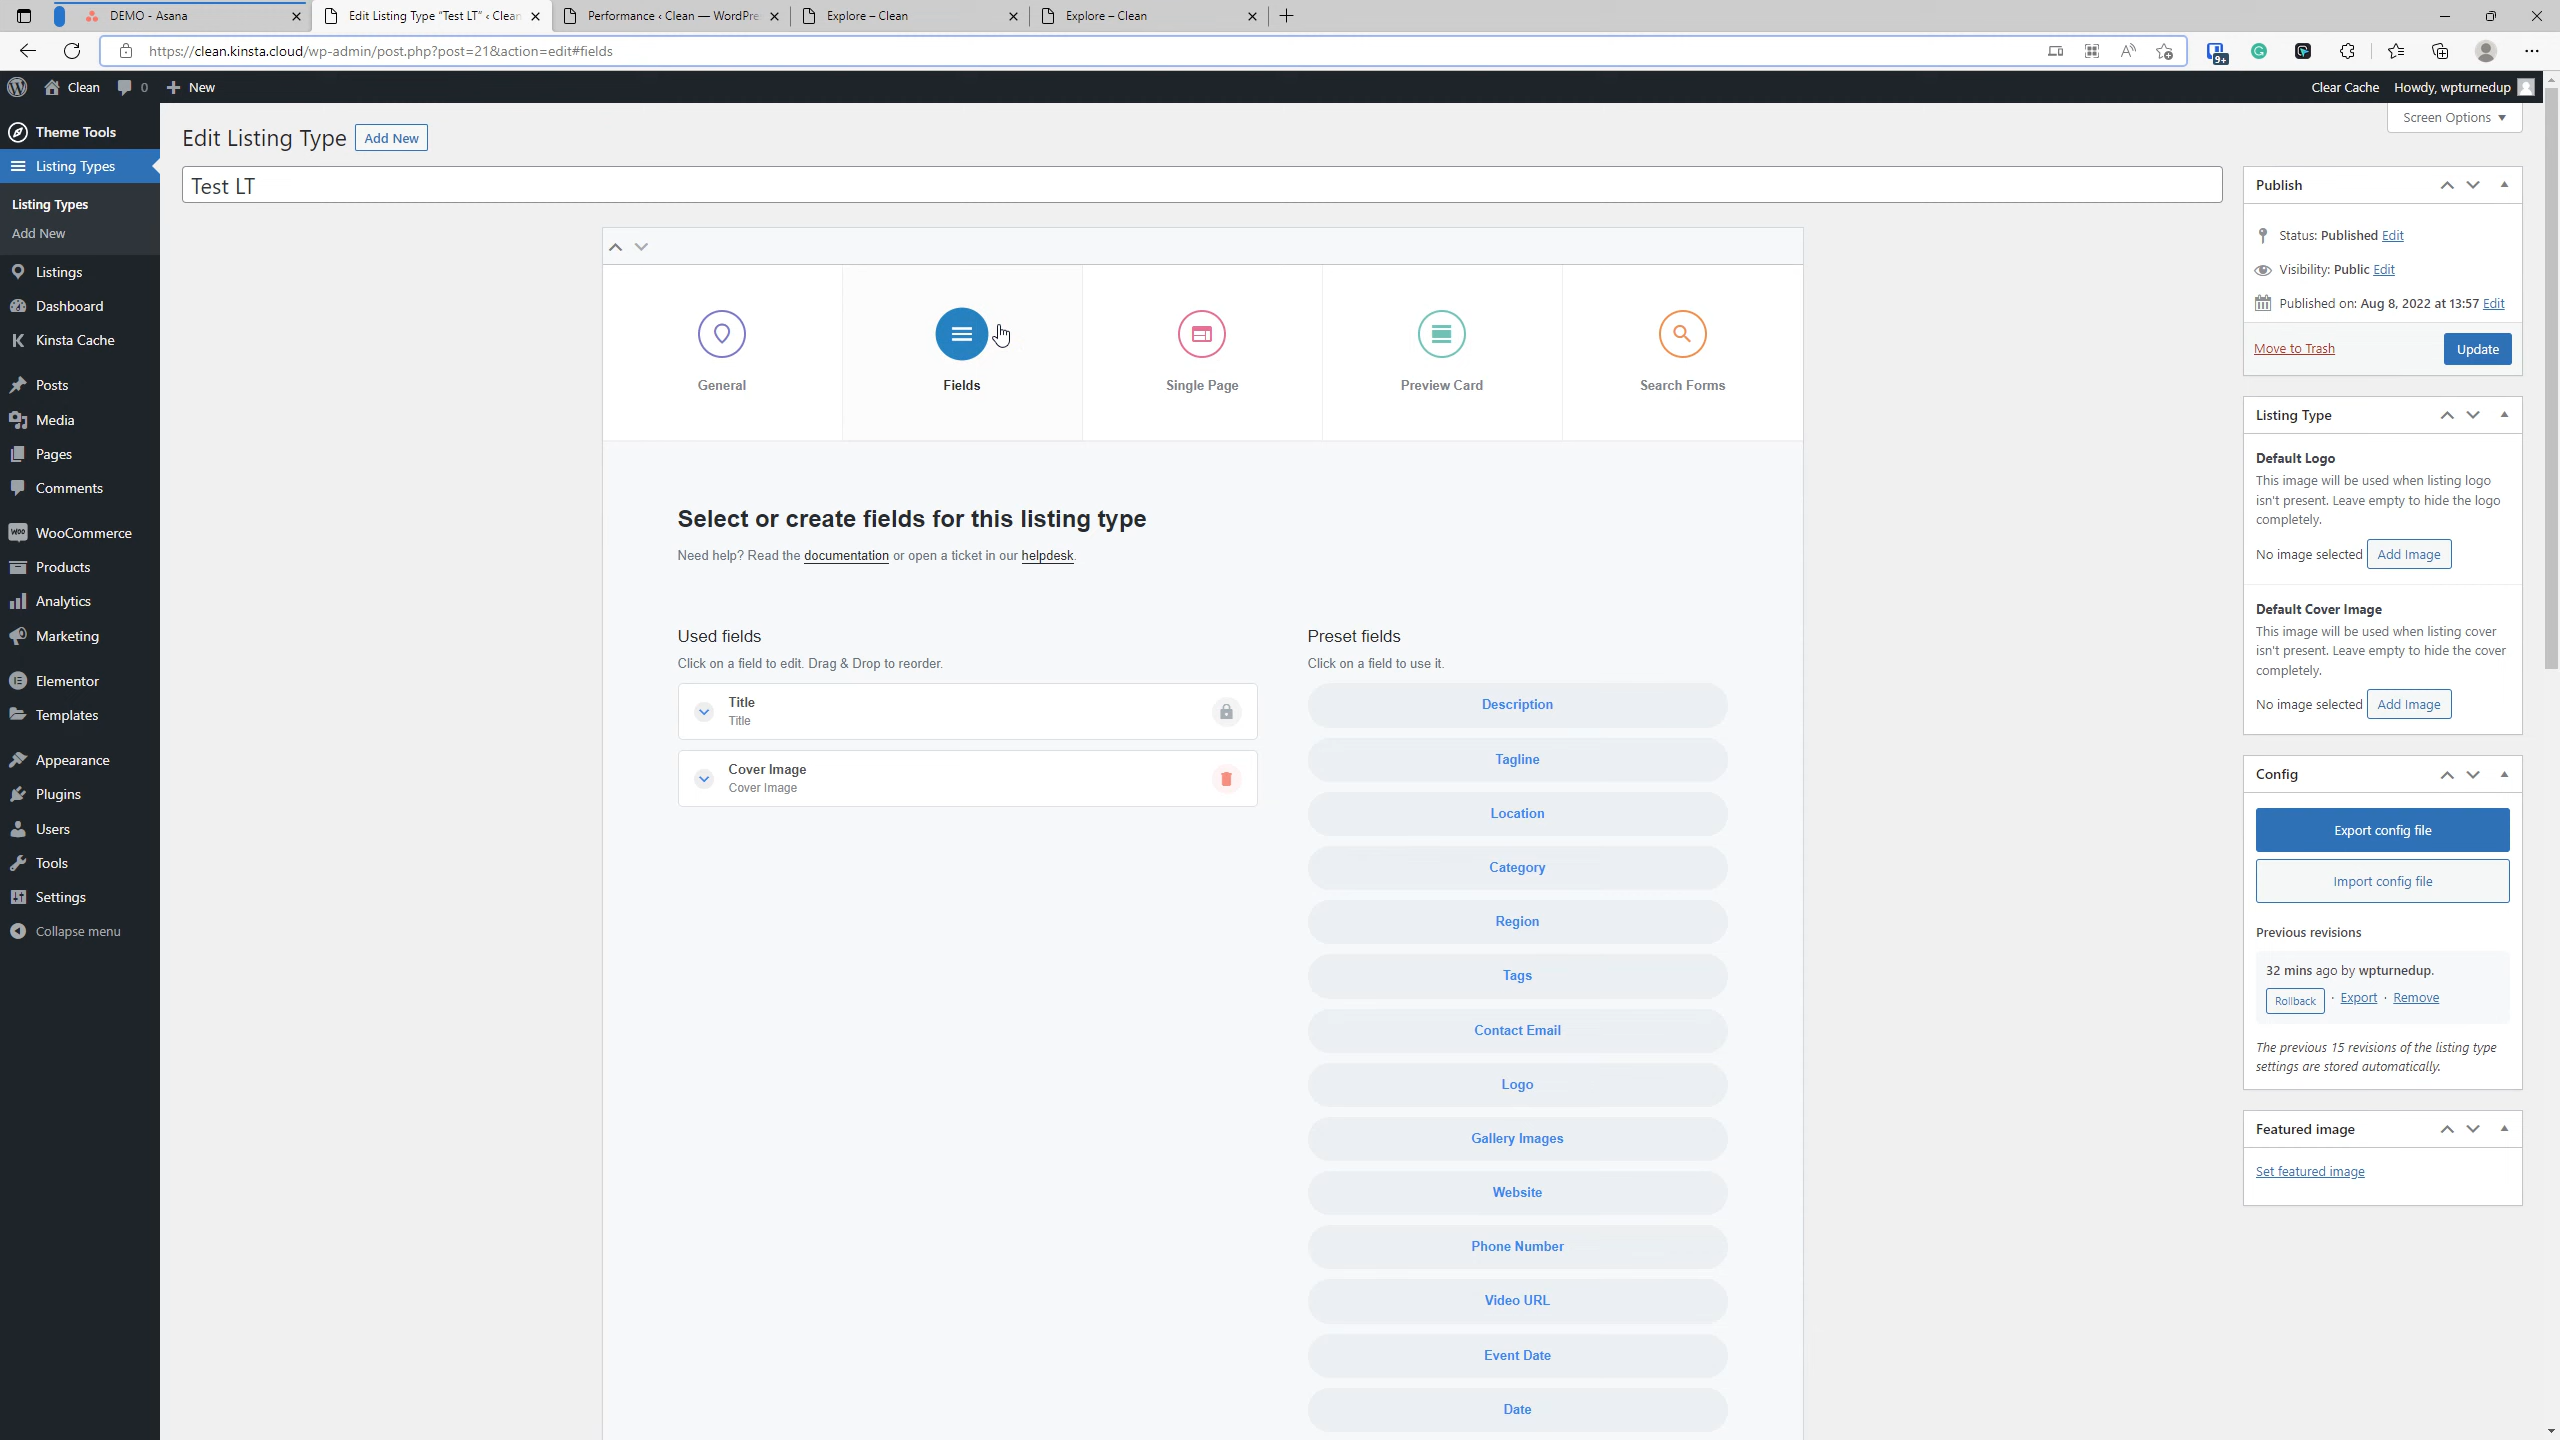 DEMO - Asana
Edit Listing Type "Test LT" ‹ Clean
Performance ‹ Clean — WordPre
Explore – Clean
Explore – Clean
https://clean.kinsta.cloud/wp-admin/post.php?post=21&action=edit#fields
9+
Clean
0
New
Clear Cache
Howdy, wpturnedup
Theme Tools
Listing Types
Listing Types
Add New
Listings
Dashboard
Kinsta Cache
Posts
Media
Pages
Comments
WooCommerce
Products
Analytics
Marketing
Elementor
Templates
Appearance
Plugins
Users
Tools
Settings
Collapse menu
Screen Options
Edit Listing Type
Add New
Test LT
General
Fields
Single Page
Preview Card
Search Forms
Select or create fields for this listing type
Need help? Read the documentation or open a ticket in our helpdesk.
Used fields
Click on a field to edit. Drag & Drop to reorder.
Title
Title
Cover Image
Cover Image
Preset fields
Click on a field to use it.
Description
Tagline
Location
Category
Region
Tags
Contact Email
Logo
Gallery Images
Website
Phone Number
Video URL
Event Date
Date
Publish
Status: Published Edit
Visibility: Public Edit
Published on: Aug 8, 2022 at 13:57 Edit
Move to Trash
Update
Listing Type
Default Logo
This image will be used when listing logo
isn't present. Leave empty to hide the logo
completely.
No image selected
Add Image
Default Cover Image
This image will be used when listing cover
isn't present. Leave empty to hide the cover
completely.
No image selected
Add Image
Config
Export config file
Import config file
Previous revisions
32 mins ago by wpturnedup.
Rollback · Export · Remove
The previous 15 revisions of the listing type
settings are stored automatically.
Featured image
Set featured image